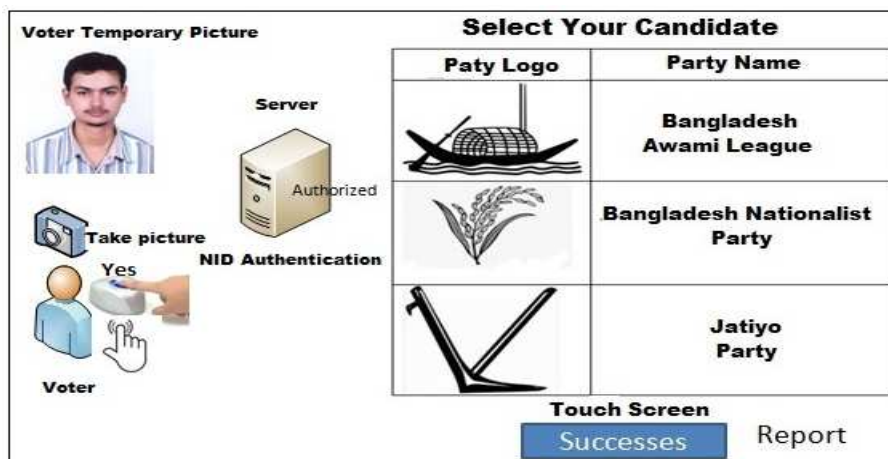 Voter Temporary Picture
Server
Authorized
NID Authentication
Take picture
Yes
Voter
Select Your Candidate
Paty Logo
Party Name
Bangladesh
Awami League
Bangladesh Nationalist
Party
Jatiyo
Party
Touch Screen
Successes
Report